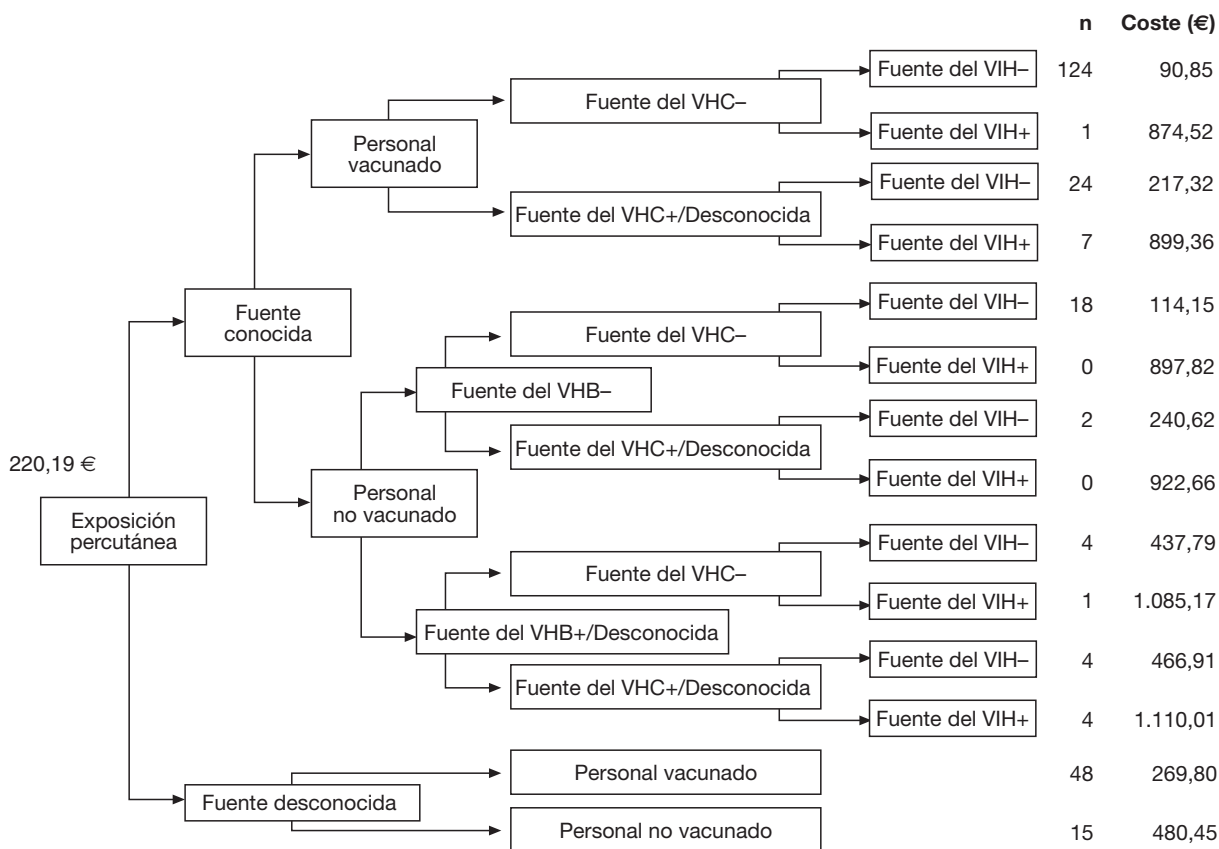 n Coste (€)
Fuente del VIH– 124 90,85
Fuente del VHC–
Fuente del VIH+ 1 874,52
Personal
vacunado
Fuente del VIH– 24 217,32
Fuente del VHC+/Desconocida
Fuente del VIH+ 7 899,36
Fuente
conocida
Fuente del VIH– 18 114,15
Fuente del VHC–
Fuente del VIH+ 0 897,82
Fuente del VHB–
Fuente del VIH– 2 240,62
Fuente del VHC+/Desconocida
Fuente del VIH+ 0 922,66
220,19 €
Personal
no vacunado
Exposición
percutánea
Fuente del VIH– 4 437,79
Fuente del VHC–
Fuente del VIH+ 1 1.085,17
Fuente del VHB+/Desconocida
Fuente del VIH– 4 466,91
Fuente del VHC+/Desconocida
Fuente del VIH+ 4 1.110,01
Personal vacunado 48 269,80
Fuente desconocida
Personal no vacunado 15 480,45